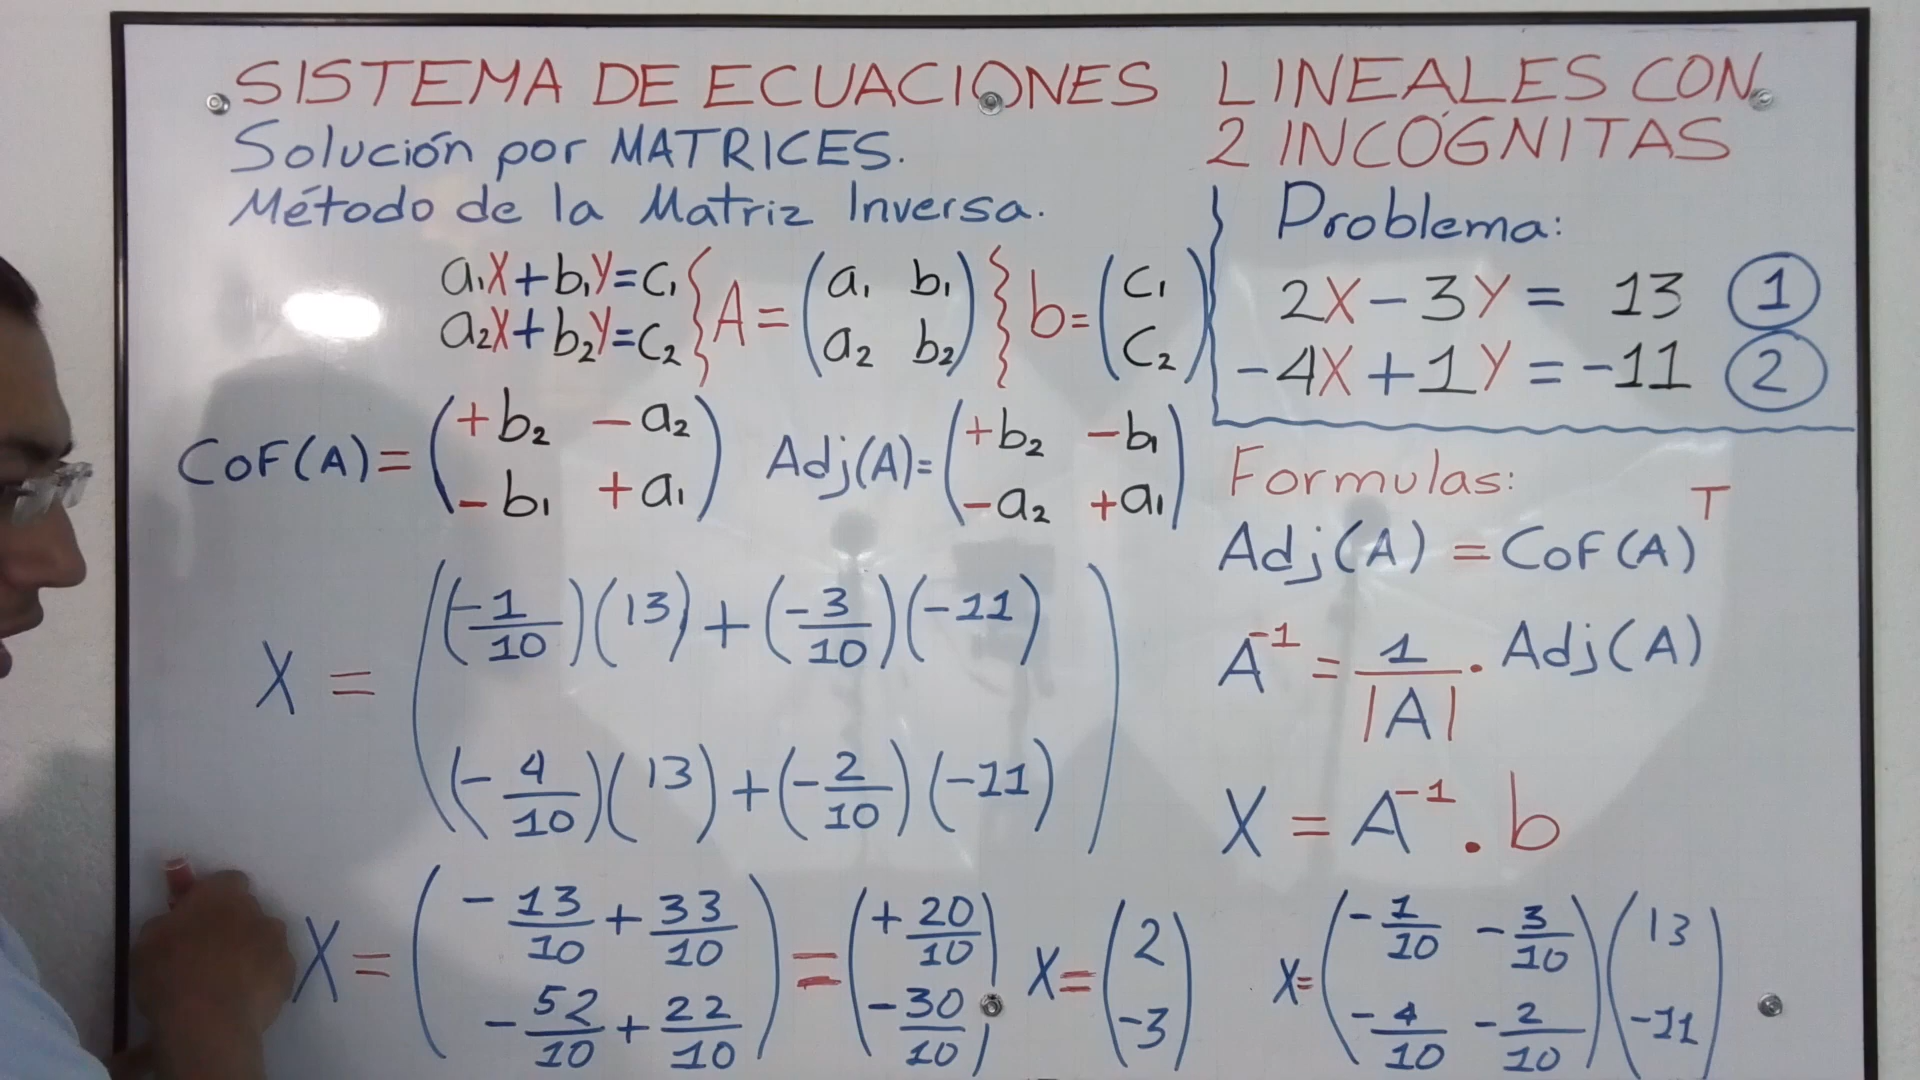 SISTEMA DE ECUACIONES LINEALES CON
2 INCÓGNITAS
Solución por MATRICES.
Método de la Matriz Inversa.
a₁X+b₁Y=c₁
a₂X+b₂Y=c₂
A = (a₁ b₁
a₂ b₂)
b = (c₁
c₂)
Problema:
2X - 3Y = 13 1
-4X + 1Y = -11 2
CoF(A) = (+b₂ -a₂
-b₁ +a₁)
Adj(A) = (+b₂ -b₁
-a₂ +a₁)
Formulas:
Adj(A) = CoF(A)ᵀ
A⁻¹ = 1/|A| . Adj(A)
X = A⁻¹ . b
X = ((-1/10)(13) + (-3/10)(-11)
(-4/10)(13) + (-2/10)(-11))
X = (-13/10 + 33/10
-52/10 + 22/10)
= (+20/10
-30/10)
X = (2
-3)
X = (-1/10 -3/10
-4/10 -2/10)
(13
-11)